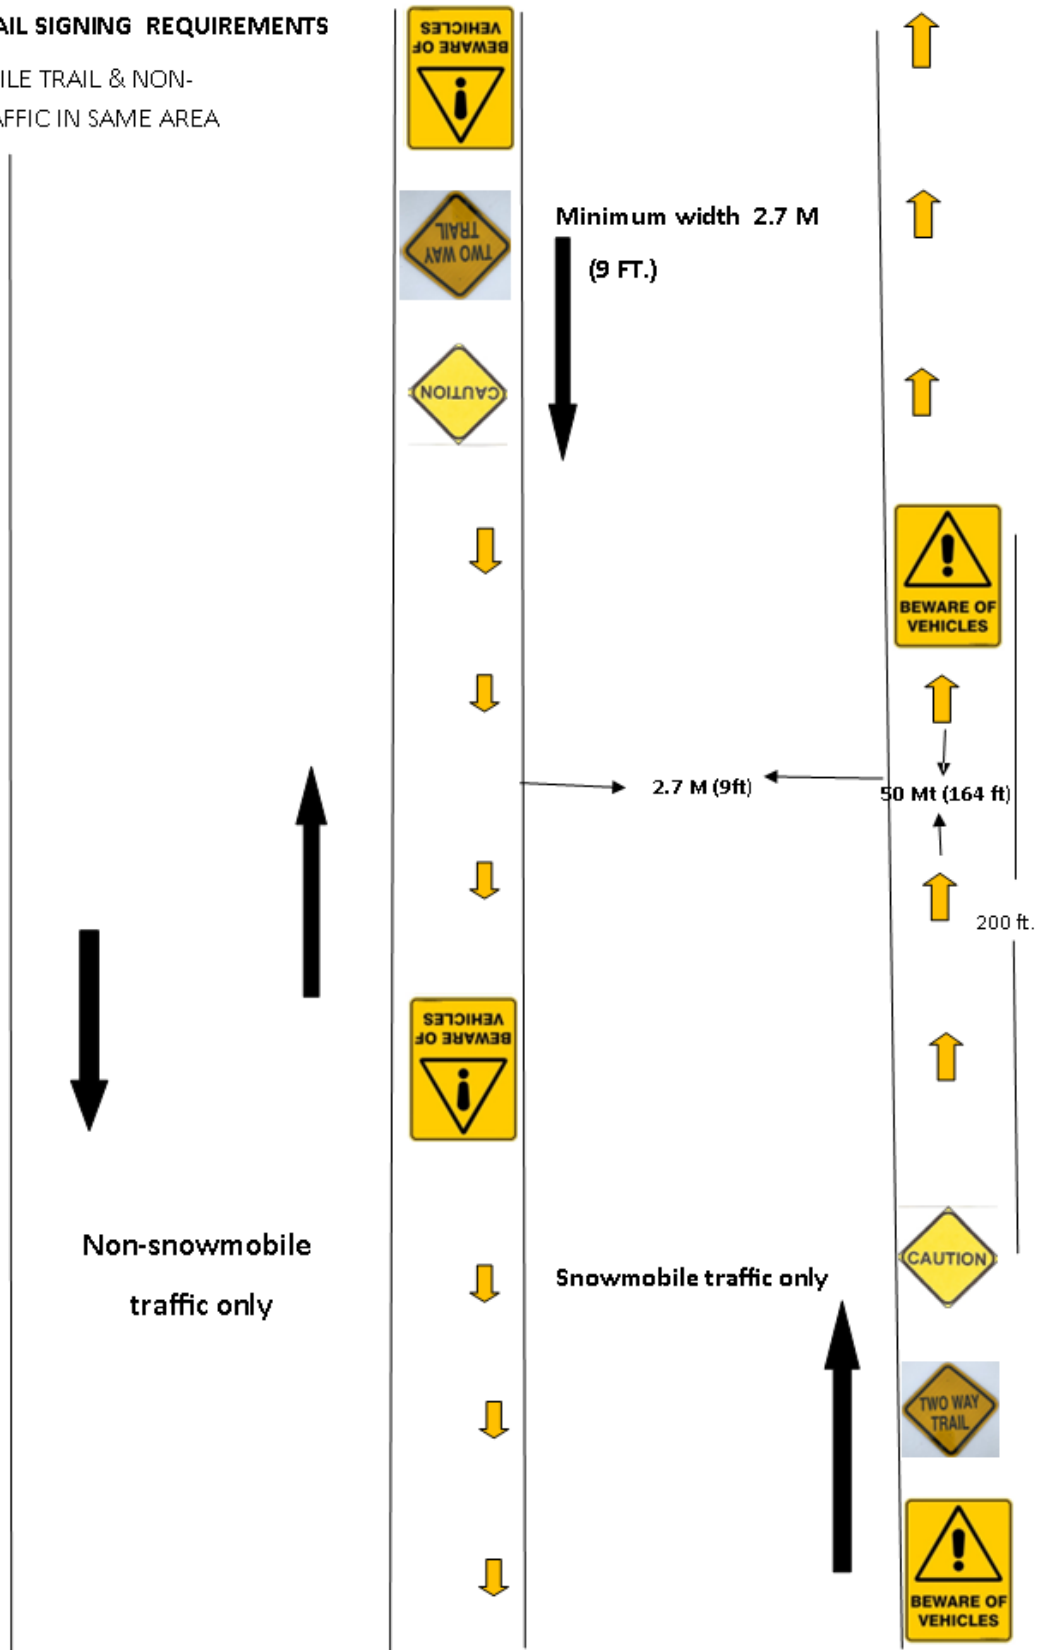 AIL SIGNING REQUIREMENTS
ILE TRAIL & NON-
AFFIC IN SAME AREA
BEWARE OF
VEHICLES
TWO WAY
TRAIL
CAUTION
Minimum width 2.7 M
(9 FT.)
BEWARE OF
VEHICLES
2.7 M (9ft)
50 Mt (164 ft)
200 ft.
BEWARE OF
VEHICLES
Non-snowmobile
traffic only
Snowmobile traffic only
CAUTION
TWO WAY
TRAIL
BEWARE OF
VEHICLES